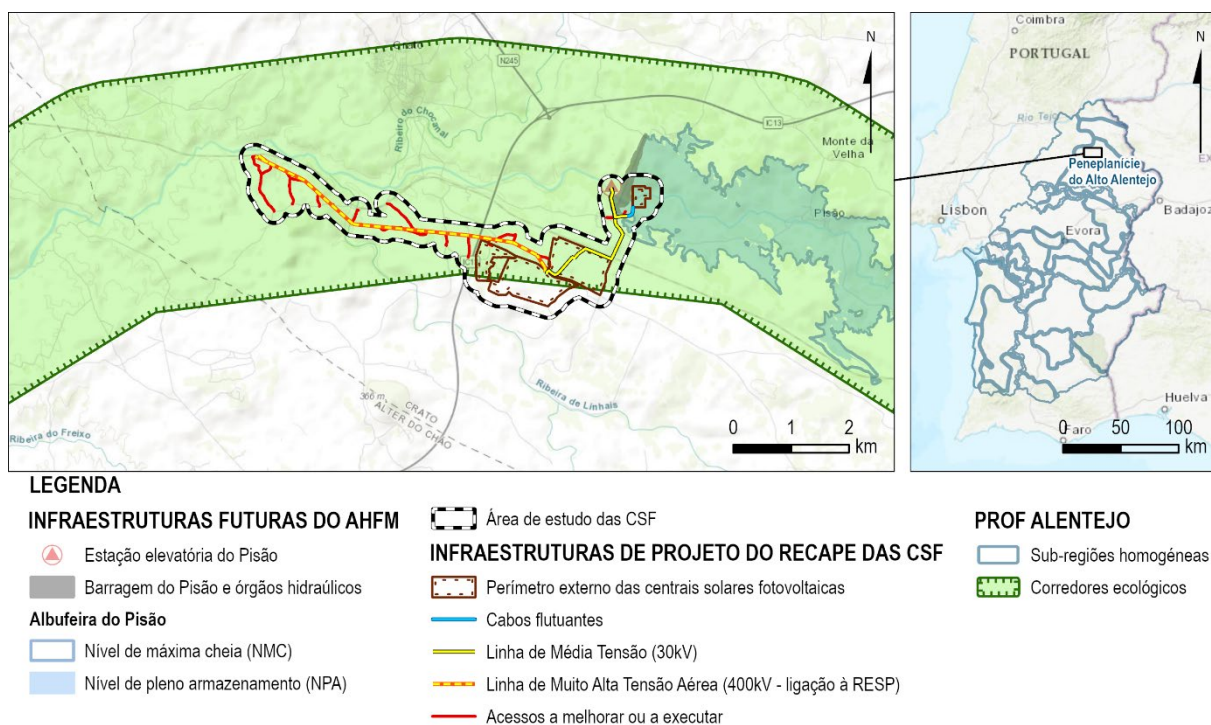 Crato
N245
Ribeiro do Chocanal
IC13
Monte da
Velha
Pisão
Ribeira de Linhais
366 m
CRATO
ALTER DO CHÃO
Ribeira do Freixo
N
0 1 2
km
Coimbra
PORTUGAL
N
Rio Tejo
Peneplanície
do Alto Alentejo
Lisbon
Badajoz
Evora
Huelva
Faro
0 50 100
km
LEGENDA
INFRAESTRUTURAS FUTURAS DO AHFM
Estação elevatória do Pisão
Barragem do Pisão e órgãos hidraúlicos
Albufeira do Pisão
Nível de máxima cheia (NMC)
Nível de pleno armazenamento (NPA)
Área de estudo das CSF
INFRAESTRUTURAS DE PROJETO DO RECAPE DAS CSF
Perímetro externo das centrais solares fotovoltaicas
Cabos flutuantes
Linha de Média Tensão (30kV)
Linha de Muito Alta Tensão Aérea (400kV - ligação à RESP)
Acessos a melhorar ou a executar
PROF ALENTEJO
Sub-regiões homogéneas
Corredores ecológicos